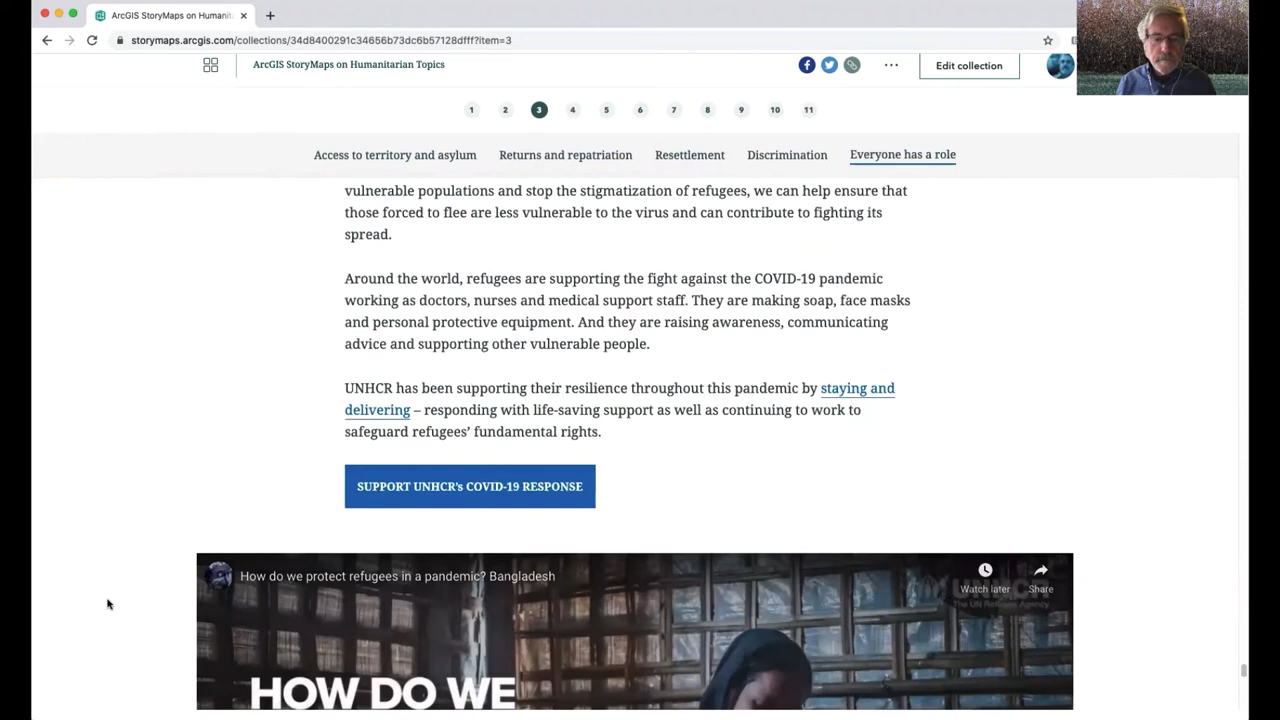 ArcGIS StoryMaps on Humanit
storymaps.arcgis.com/collections/34d8400291c34656b73dc6b57128dfff?item=3
ArcGIS StoryMaps on Humanitarian Topics
Edit collection
1 2 3 4 5 6 7 8 9 10 11
Access to territory and asylum Returns and repatriation Resettlement Discrimination Everyone has a role
vulnerable populations and stop the stigmatization of refugees, we can help ensure that
those forced to flee are less vulnerable to the virus and can contribute to fighting its
spread.
Around the world, refugees are supporting the fight against the COVID-19 pandemic
working as doctors, nurses and medical support staff. They are making soap, face masks
and personal protective equipment. And they are raising awareness, communicating
advice and supporting other vulnerable people.
UNHCR has been supporting their resilience throughout this pandemic by staying and
delivering – responding with life-saving support as well as continuing to work to
safeguard refugees’ fundamental rights.
SUPPORT UNHCR's COVID-19 RESPONSE
How do we protect refugees in a pandemic? Bangladesh
Watch later Share
UNHCR
The UN Refugee Agency
HOW DO WE